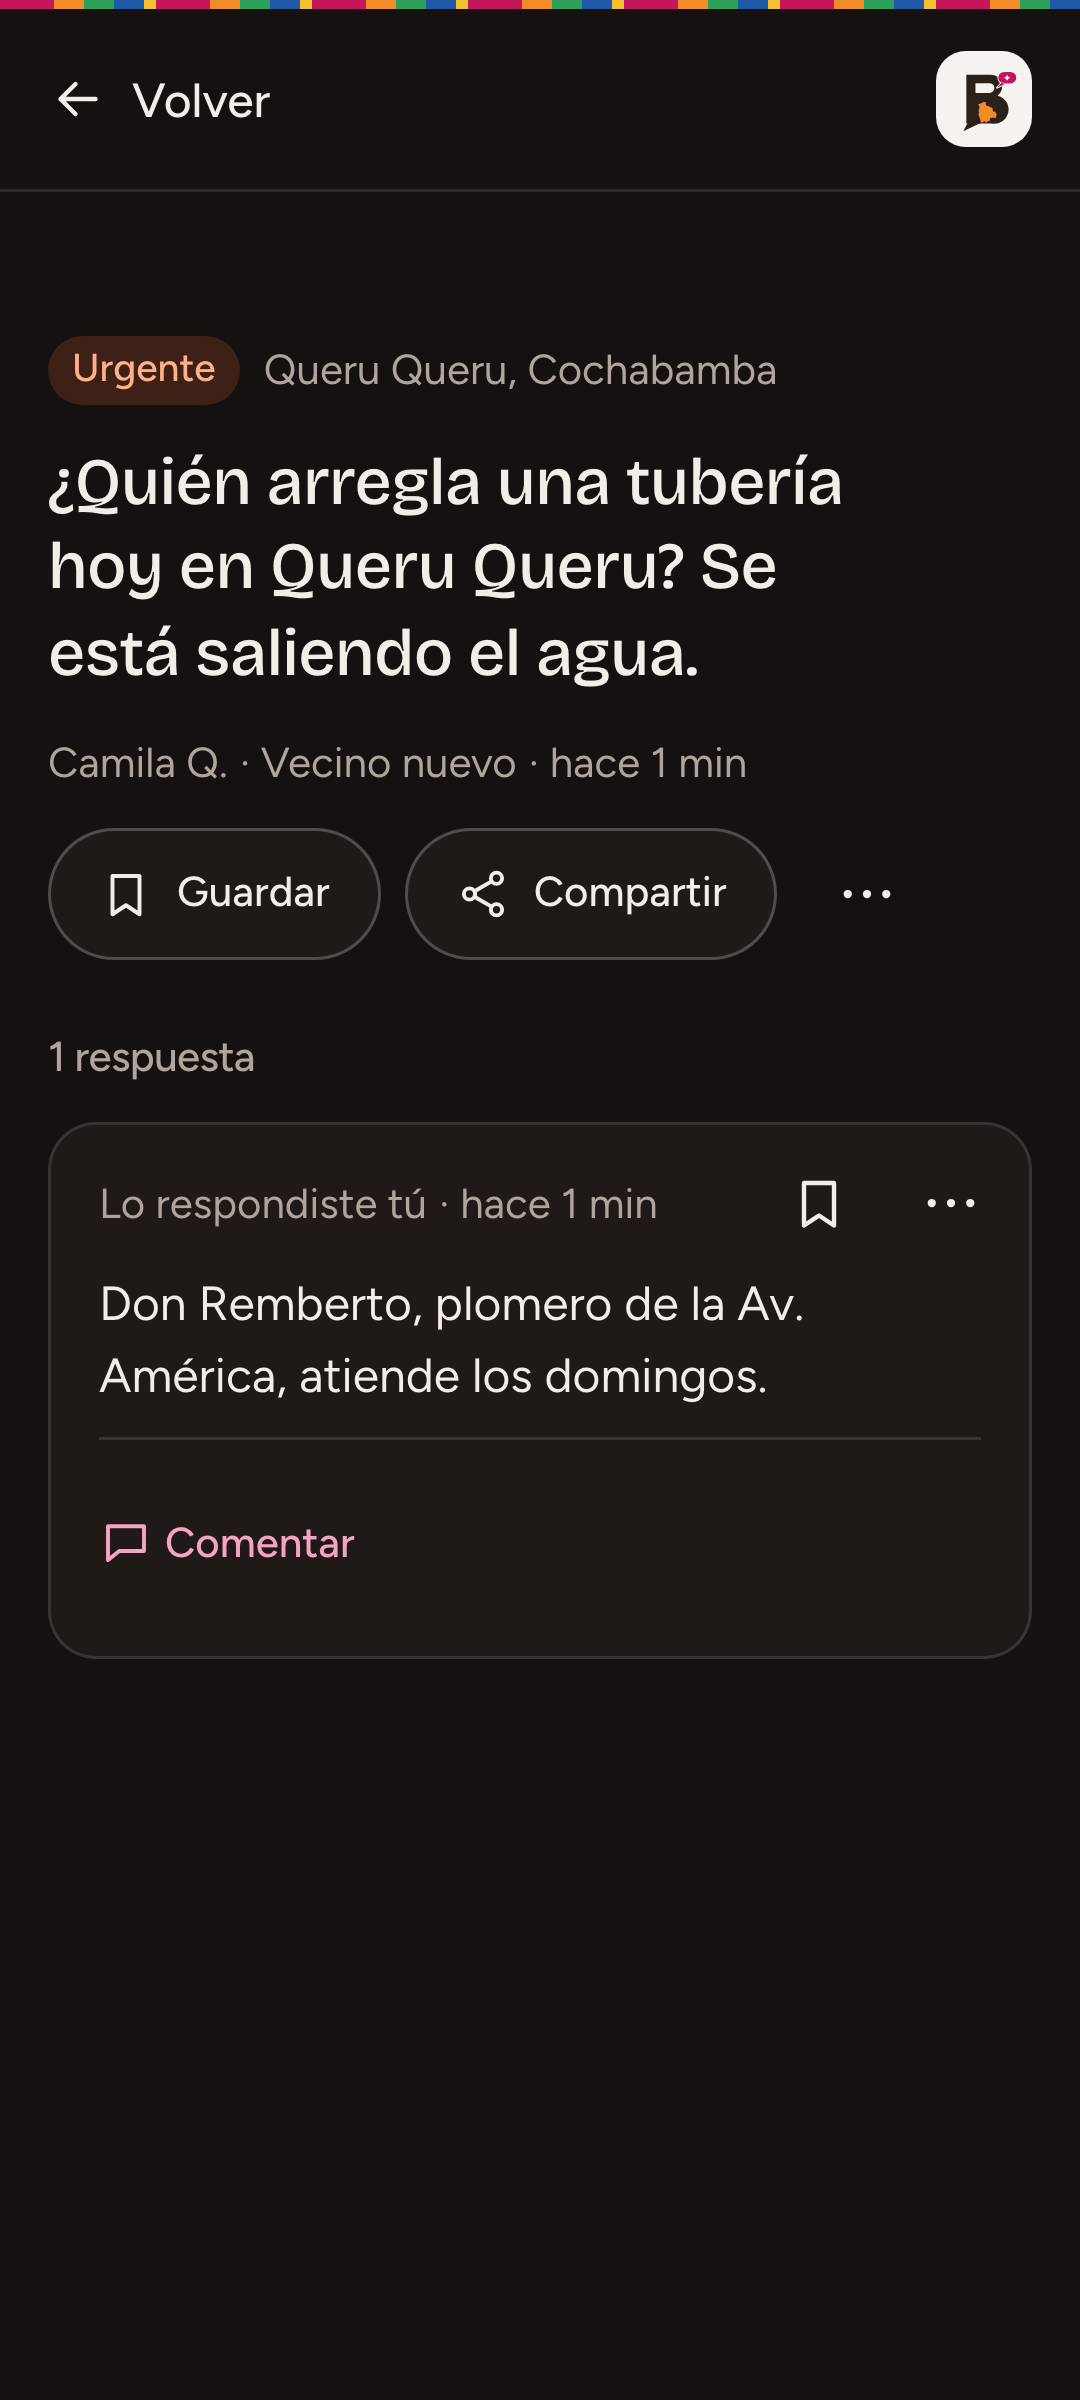 Volver
B
Urgente
Queru Queru, Cochabamba
¿Quién arregla una tubería
hoy en Queru Queru? Se
está saliendo el agua.
Camila Q. · Vecino nuevo · hace 1 min
Guardar
Compartir
1 respuesta
Lo respondiste tú · hace 1 min
Don Remberto, plomero de la Av.
América, atiende los domingos.
Comentar